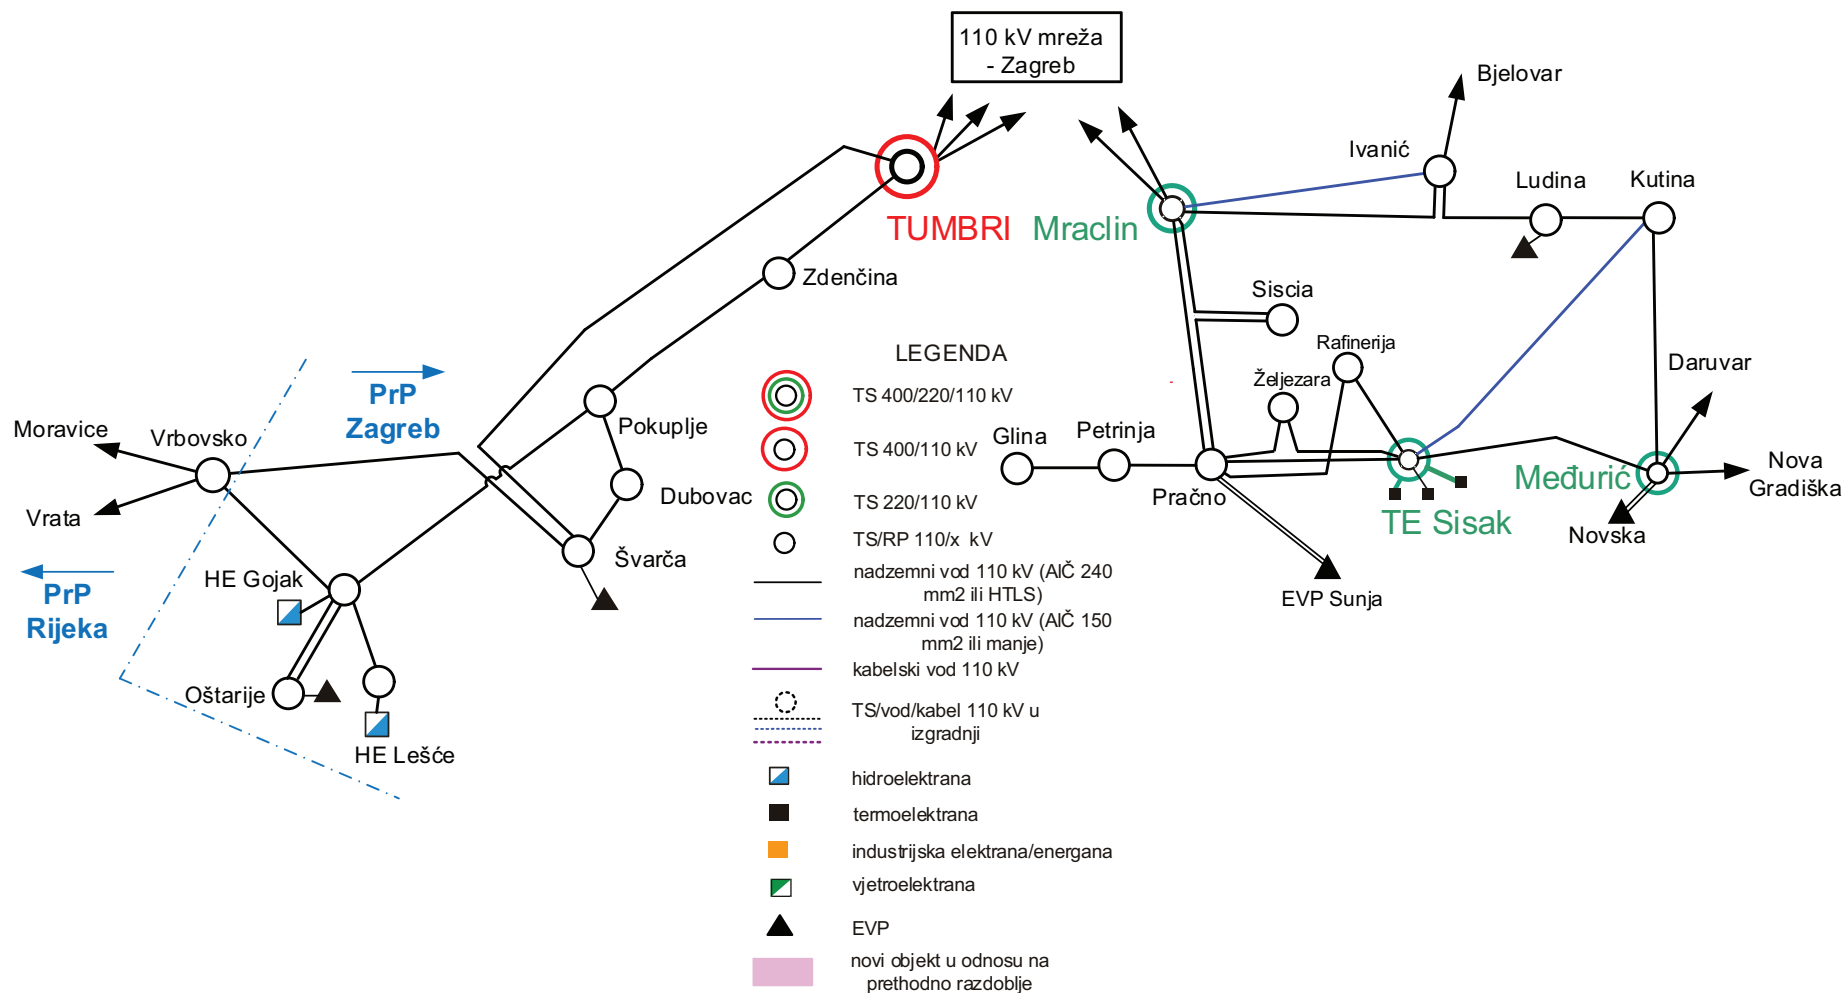 110 kV mreža
- Zagreb
Bjelovar
Ivanić
Ludina
Kutina
TUMBRI
Mraclin
Zdenčina
Siscia
Rafinerija
Željezara
Daruvar
PrP
Zagreb
Moravice
Vrbovsko
Vrata
Pokuplje
Dubovac
Švarča
Glina
Petrinja
Pračno
TE Sisak
Međurić
Nova
Gradiška
Novska
EVP Sunja
HE Gojak
PrP
Rijeka
Oštarije
HE Lešće
LEGENDA
TS 400/220/110 kV
TS 400/110 kV
TS 220/110 kV
TS/RP 110/x kV
nadzemni vod 110 kV (AlČ 240
mm2 ili HTLS)
nadzemni vod 110 kV (AlČ 150
mm2 ili manje)
kabelski vod 110 kV
TS/vod/kabel 110 kV u
izgradnji
hidroelektrana
termoelektrana
industrijska elektrana/energana
vjetroelektrana
EVP
novi objekt u odnosu na
prethodno razdoblje